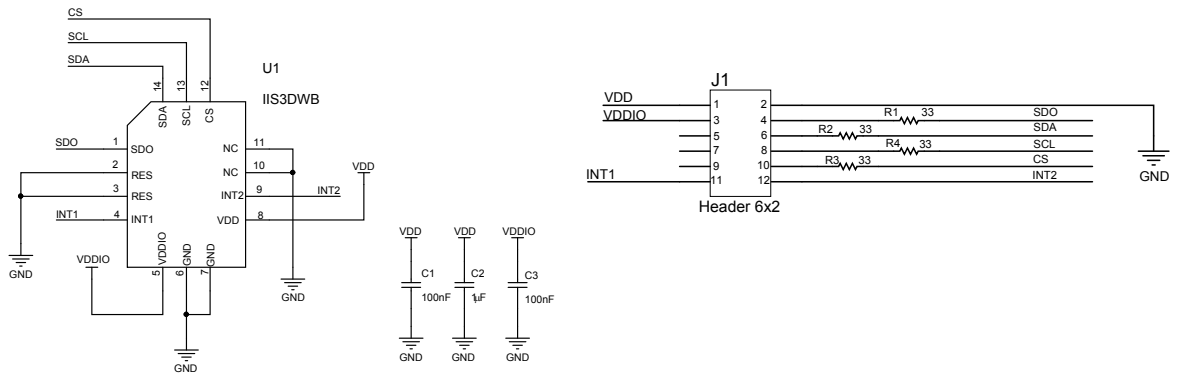 CS
SCL
SDA
U1
IIS3DWB
14
13
12
SDA
SCL
CS
SDO
1
SDO
2
RES
3
RES
INT1
4
INT1
NC
11
NC
10
INT2
9
INT2
VDD
8
VDD
VDDIO
GND
GND
5
6
7
VDDIO
GND
GND
GND
GND
VDD
C1
100nF
GND
VDD
C2
1µF
GND
VDDIO
C3
100nF
GND
J1
VDD
1
2
VDDIO
3
4
R1
33
SDO
5
6
R2
33
SDA
7
8
R4
33
SCL
9
10
R3
33
CS
INT1
11
12
INT2
Header 6x2
GND